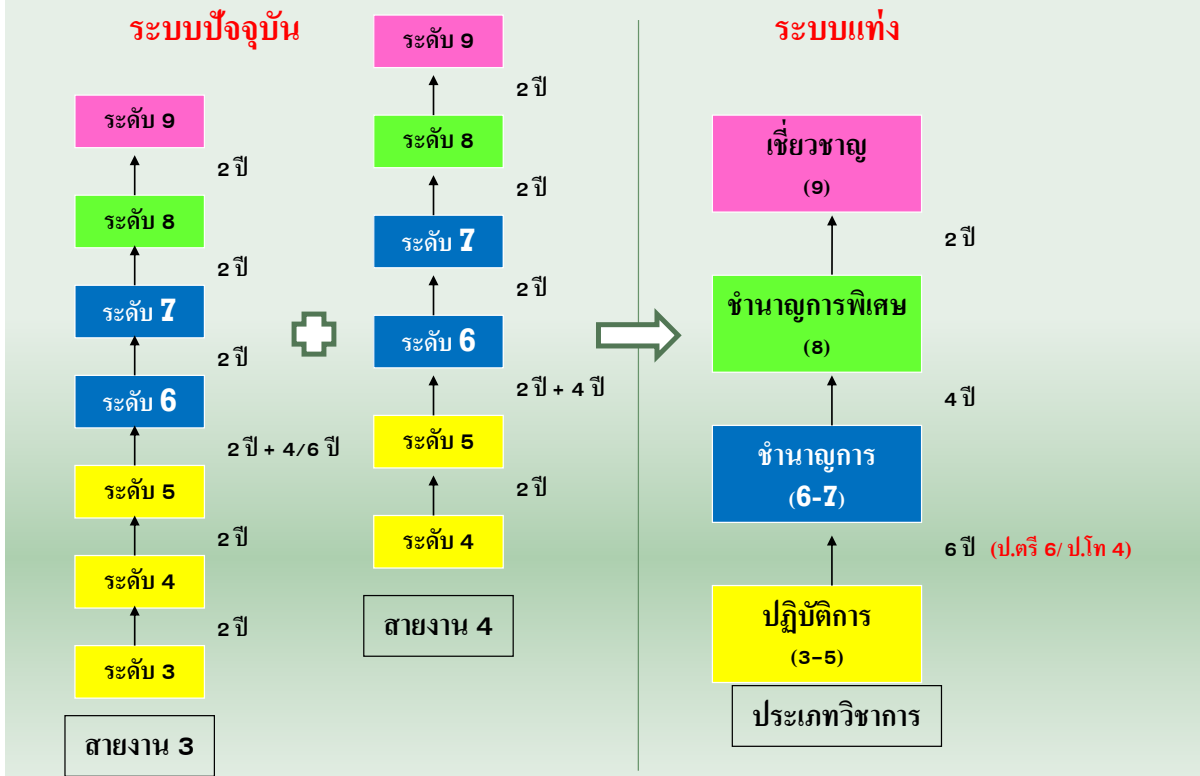 ระบบปัจจุบัน
ระดับ 9
2 ปี
ระดับ 8
2 ปี
ระดับ 7
2 ปี
ระดับ 6
2 ปี + 4/6 ปี
ระดับ 5
2 ปี
ระดับ 4
2 ปี
ระดับ 3
สายงาน 3
ระดับ 9
2 ปี
ระดับ 8
2 ปี
ระดับ 7
2 ปี
ระดับ 6
2 ปี + 4 ปี
ระดับ 5
2 ปี
ระดับ 4
สายงาน 4
ระบบแท่ง
เชี่ยวชาญ
(9)
2 ปี
ชำนาญการพิเศษ
(8)
4 ปี
ชำนาญการ
(6-7)
6 ปี (ป.ตรี 6/ ป.โท 4)
ปฏิบัติการ
(3-5)
ประเภทวิชาการ